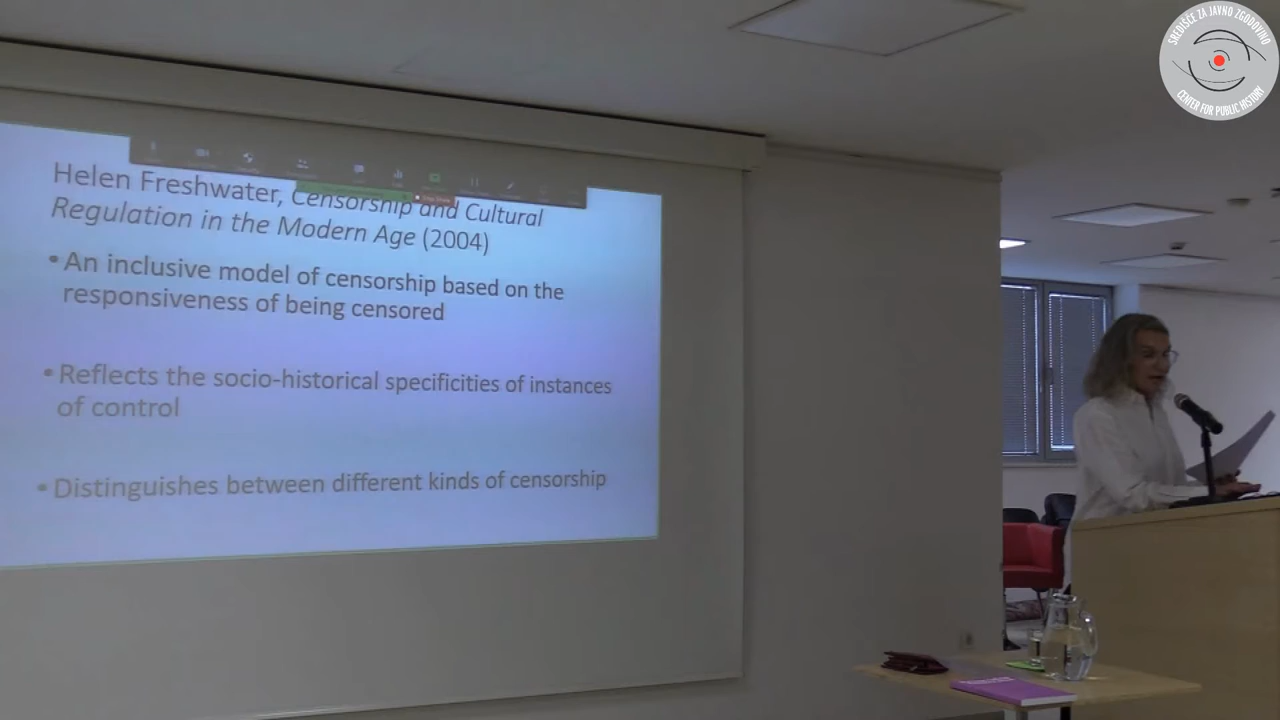 Helen Freshwater, Censorship and Cultural
Regulation in the Modern Age (2004)
•An inclusive model of censorship based on the
responsiveness of being censored
•Reflects the socio-historical specificities of instances
of control
•Distinguishes between different kinds of censorship
SREDIŠČE ZA JAVNO ZGODOVINO
CENTER FOR PUBLIC HISTORY